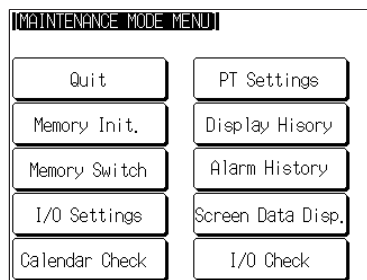 [MAINTENANCE MODE MENU]
Quit
PT Settings
Memory Init.
Display Hisory
Memory Switch
Alarm History
I/O Settings
Screen Data Disp.
Calendar Check
I/O Check